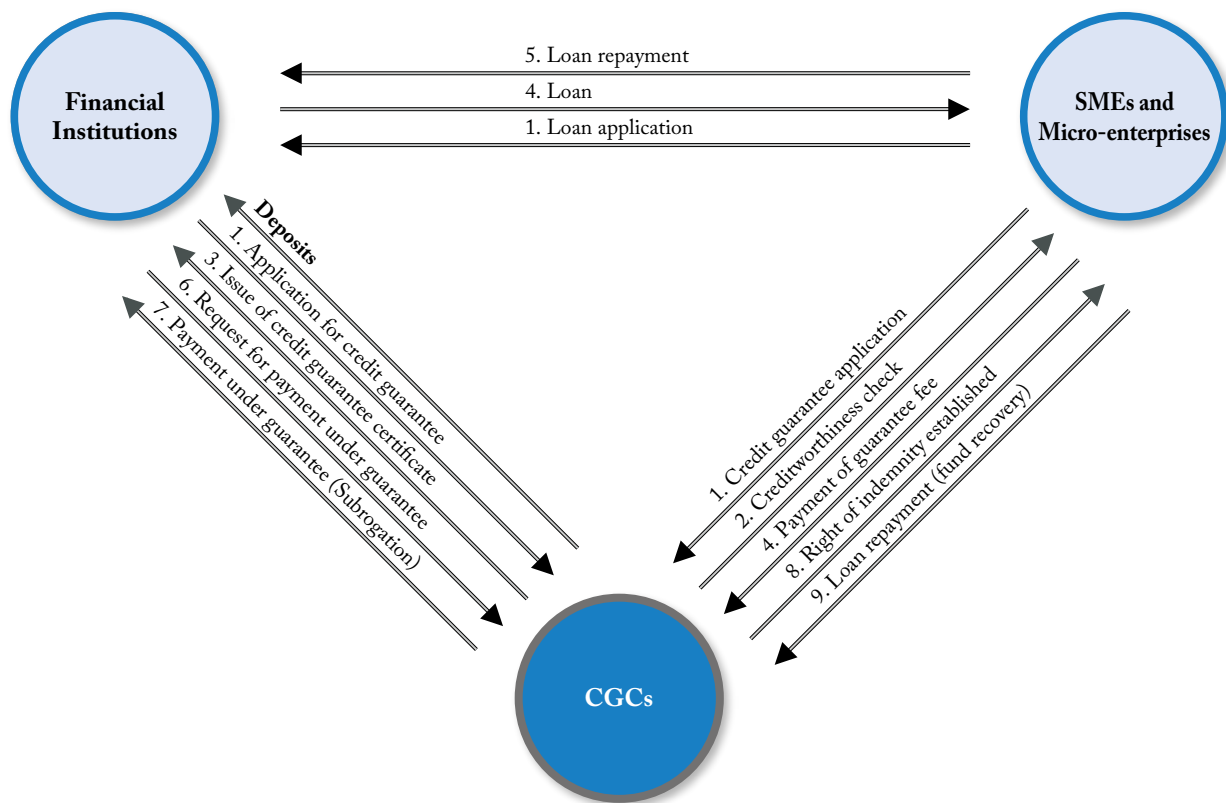 5. Loan repayment
Financial
Institutions
4. Loan
SMEs and
Micro-enterprises
1. Loan application
Deposits
1. Application for credit guarantee
3. Issue of credit guarantee certificate
6. Request for payment under guarantee
7. Payment under guarantee (Subrogation)
1. Credit guarantee application
2. Creditworthiness check
4. Payment of guarantee fee
8. Right of indemnity established
9. Loan repayment (fund recovery)
CGCs